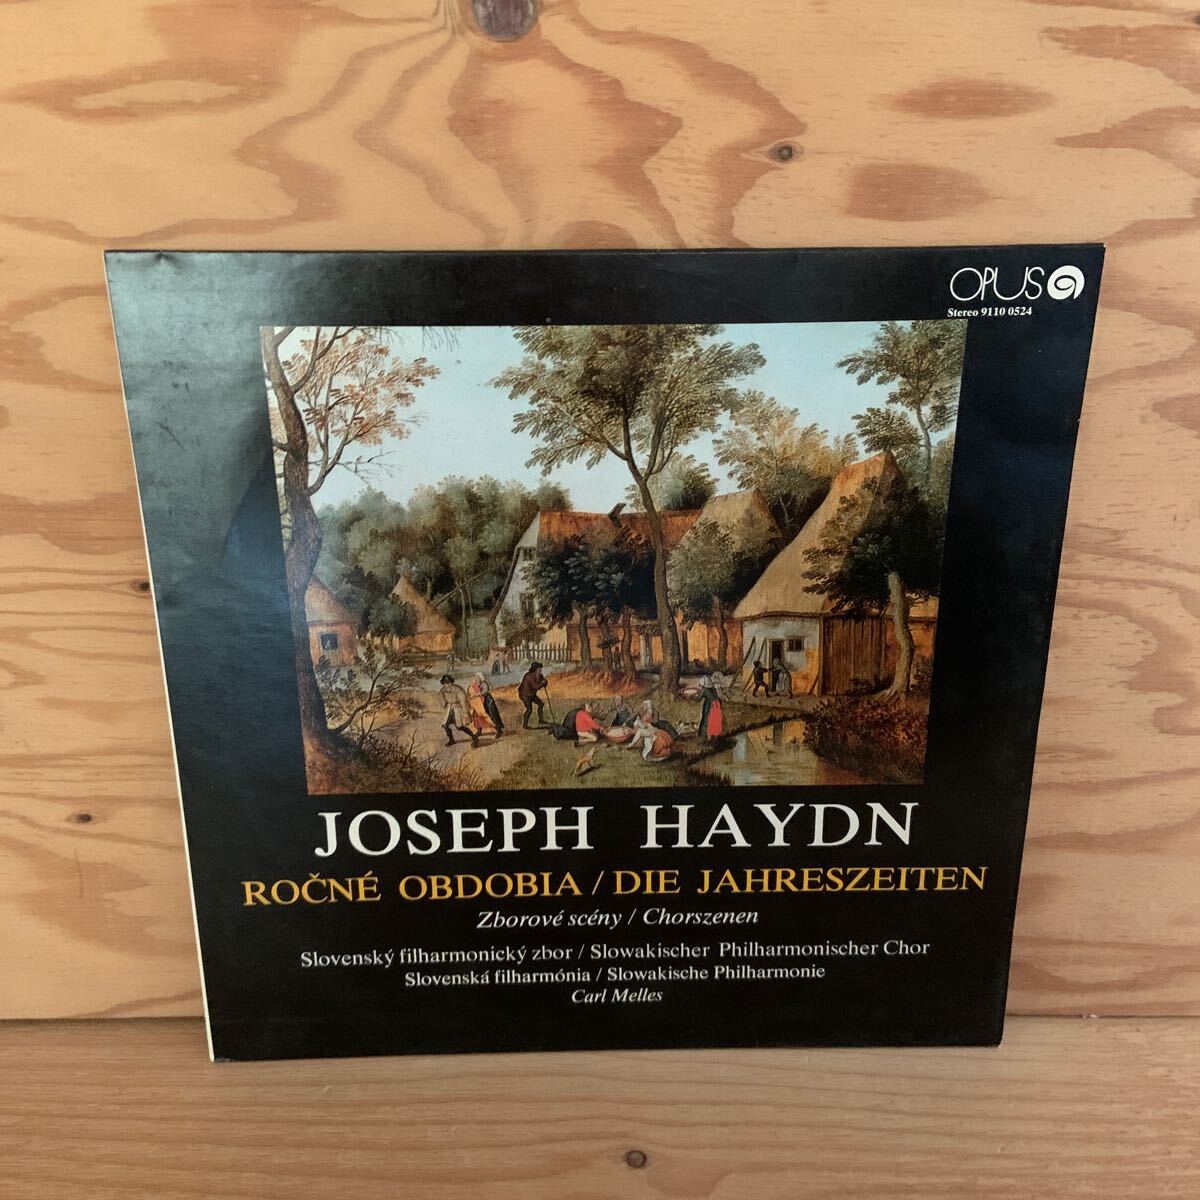 OPUS
Stereo 9110 0524
JOSEPH HAYDN
ROČNÉ OBDOBIA / DIE JAHRESZEITEN
Zborové scény / Chorszenen
Slovenský filharmonický zbor / Slowakischer Philharmonischer Chor
Slovenská filharmónia / Slowakische Philharmonie
Carl Melles